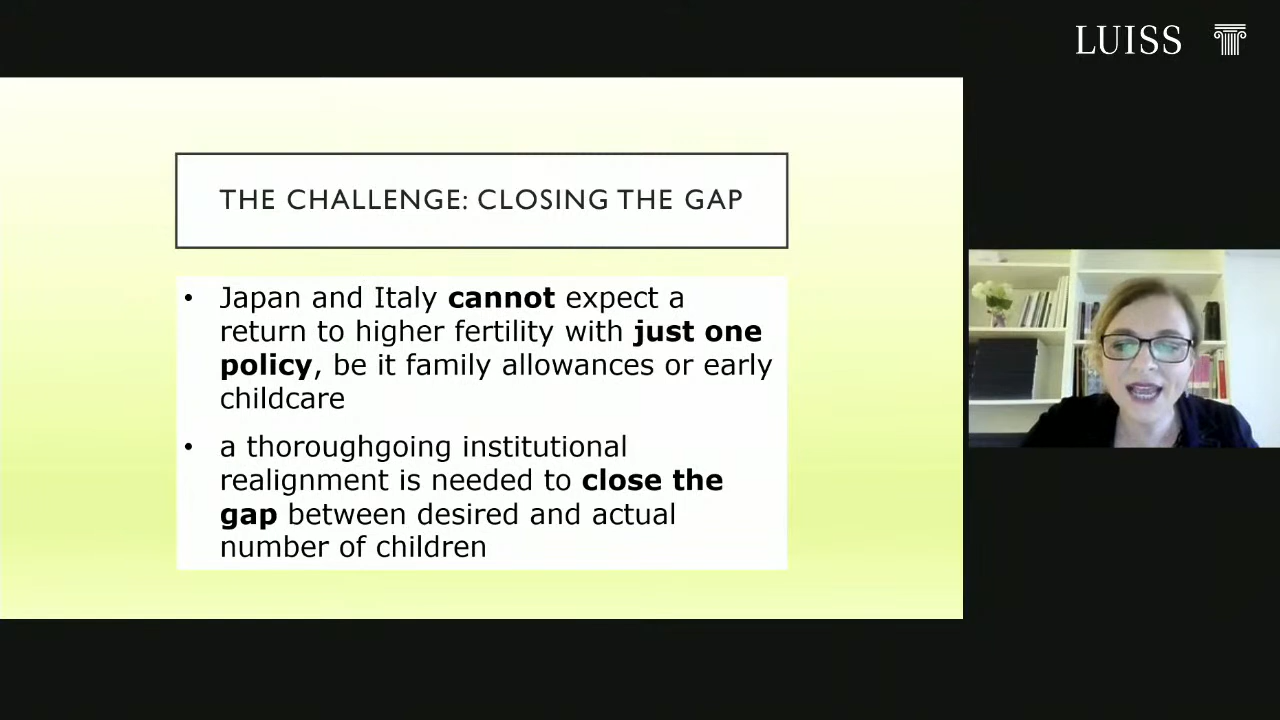 LUISS
THE CHALLENGE: CLOSING THE GAP
• Japan and Italy cannot expect a
return to higher fertility with just one
policy, be it family allowances or early
childcare
• a thoroughgoing institutional
realignment is needed to close the
gap between desired and actual
number of children